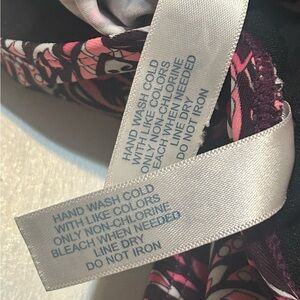 HAND WASH COLD
WITH LIKE COLORS
ONLY NON-CHLORINE
BLEACH WHEN NEEDED
LINE DRY
DO NOT IRON
HAND WASH COLD
WITH LIKE COLORS
ONLY NON-CHLORINE
BLEACH WHEN NEEDED
LINE DRY
DO NOT IRON